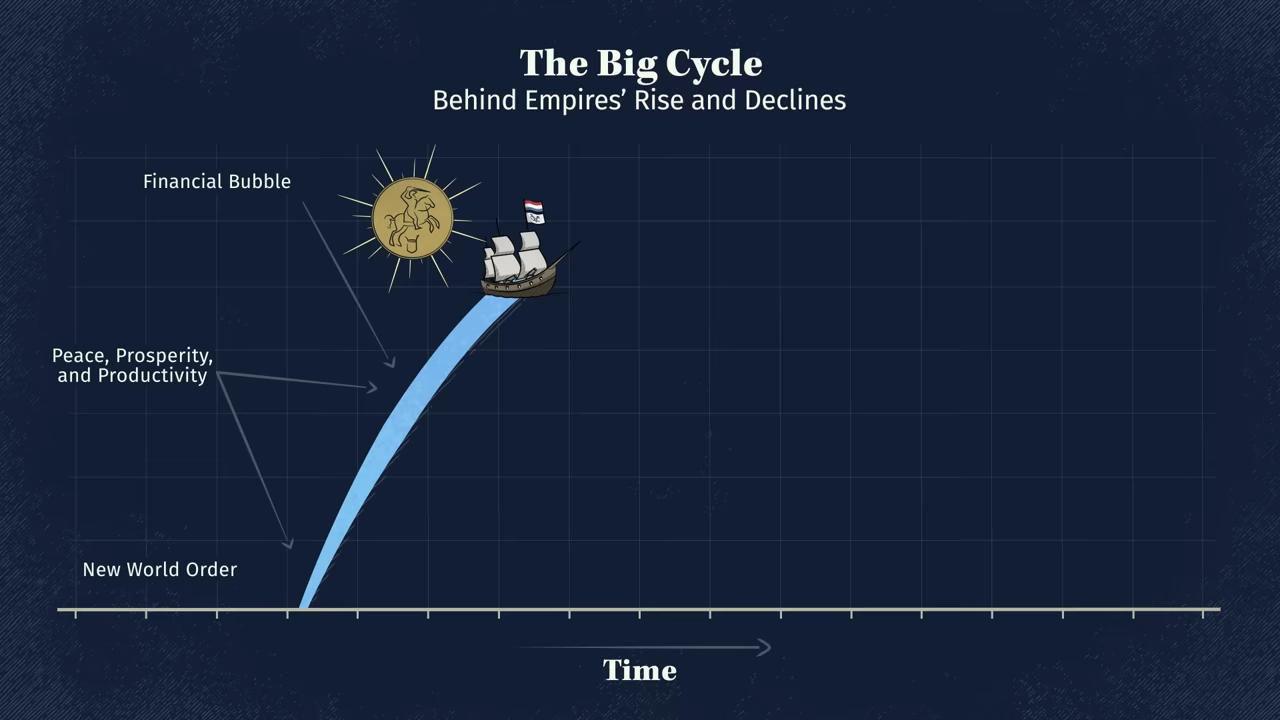 The Big Cycle
Behind Empires’ Rise and Declines
Financial Bubble
Peace, Prosperity,
and Productivity
New World Order
Time